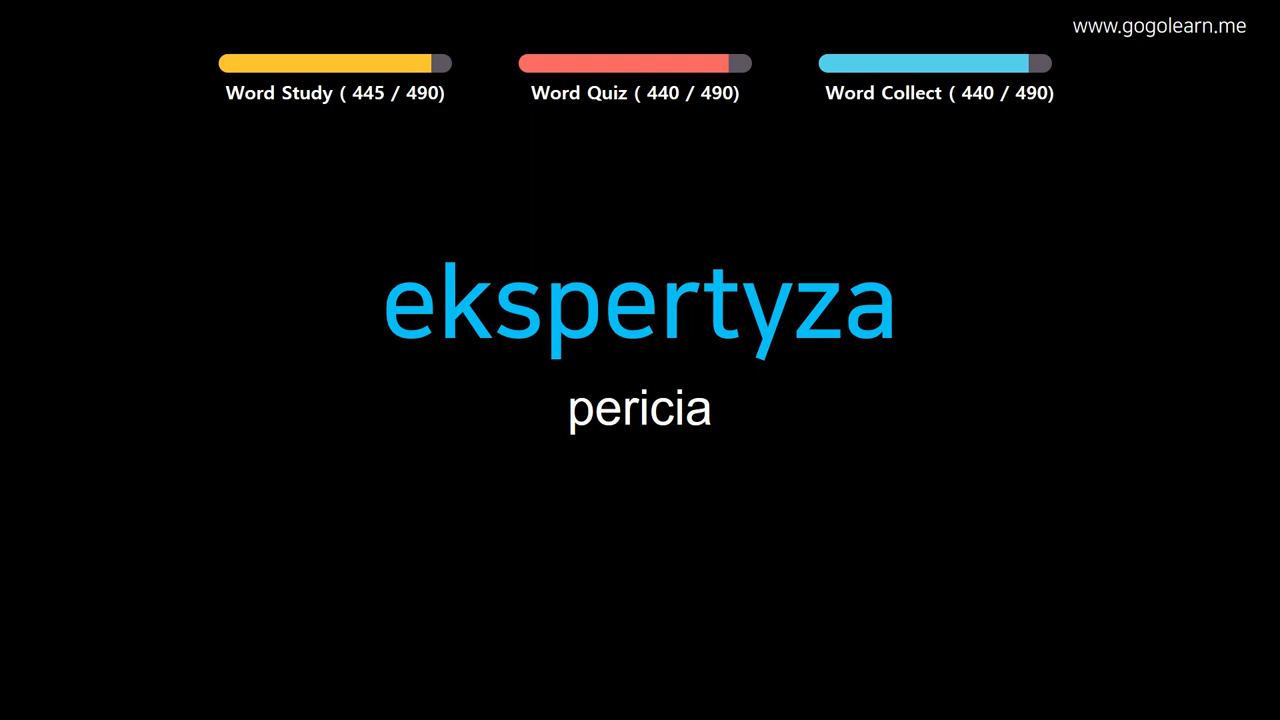 www.gogolearn.me
Word Study ( 445 / 490)
Word Quiz ( 440 / 490)
Word Collect ( 440 / 490)
ekspertyza
pericia